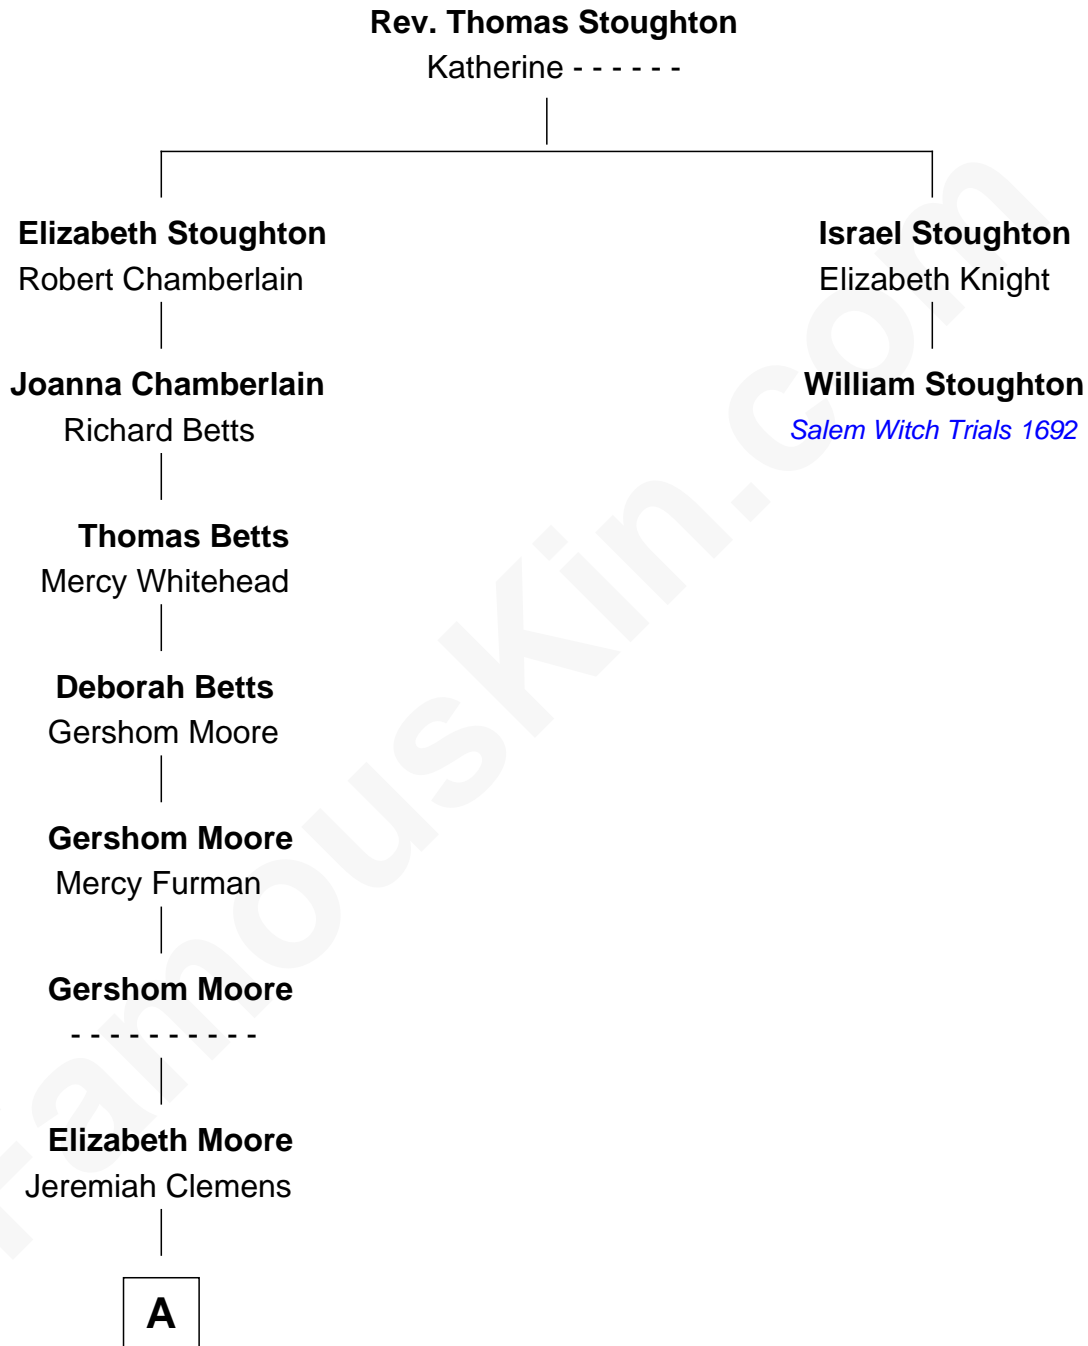 Rev. Thomas Stoughton
Katherine - - - - - -
Elizabeth Stoughton
Robert Chamberlain
Israel Stoughton
Elizabeth Knight
Joanna Chamberlain
Richard Betts
William Stoughton
Salem Witch Trials 1692
Thomas Betts
Mercy Whitehead
Deborah Betts
Gershom Moore
Gershom Moore
Mercy Furman
Gershom Moore
- - - - - - - - - -
Elizabeth Moore
Jeremiah Clemens
A
FamousKin.com